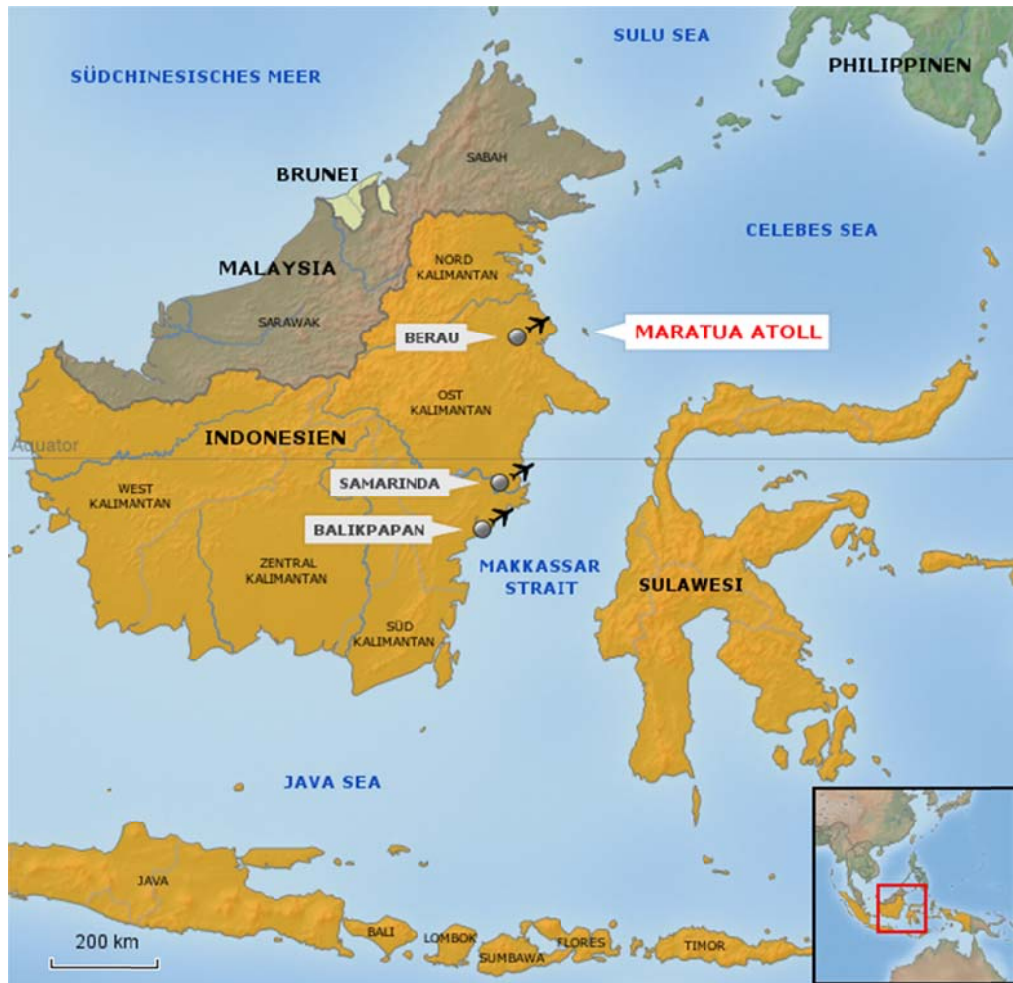 SULU SEA
SÜDCHINESISCHES MEER
PHILIPPINEN
SABAH
BRUNEI
CELEBES SEA
NORD
KALIMANTAN
MALAYSIA
SARAWAK
BERAU
MARATUA ATOLL
OST
KALIMANTAN
INDONESIEN
Äquator
WEST
KALIMANTAN
SAMARINDA
BALIKPAPAN
ZENTRAL
KALIMANTAN
MAKKASSAR
STRAIT
SULAWESI
SÜD
KALIMANTAN
JAVA SEA
JAVA
BALI
LOMBOK
SUMBAWA
FLORES
TIMOR
200 km